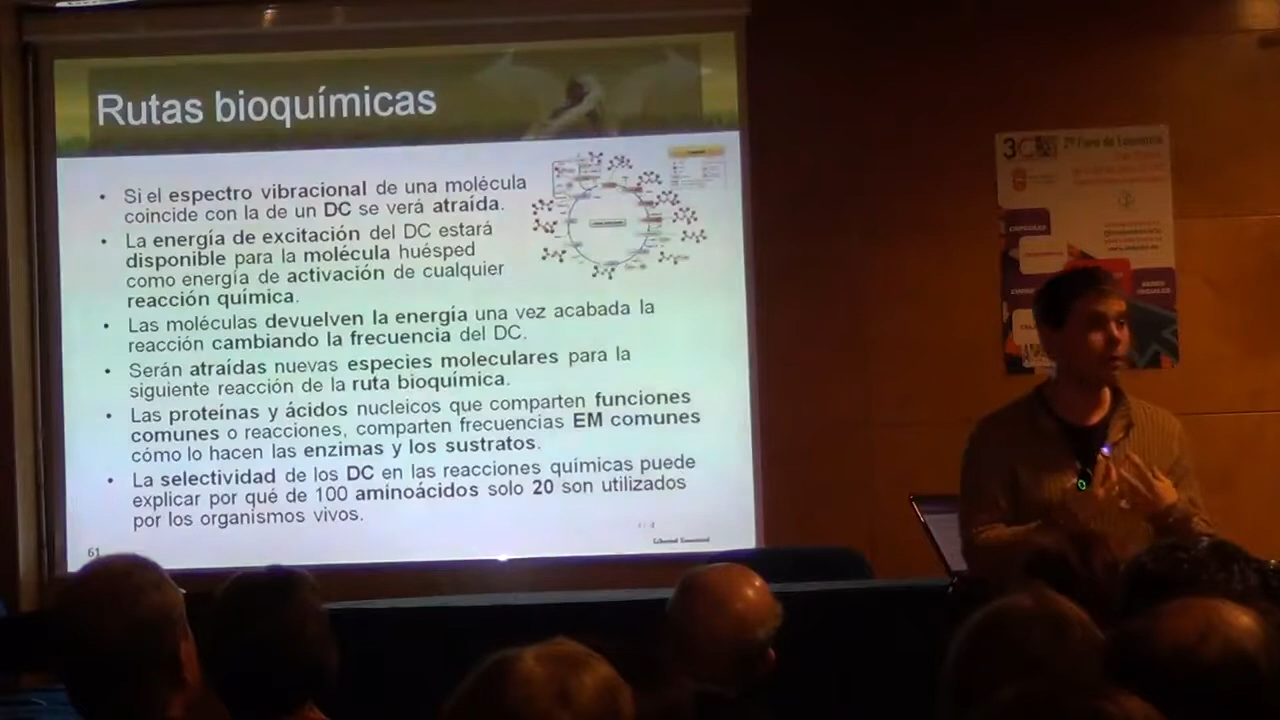 Rutas bioquímicas
• Si el espectro vibracional de una molécula
coincide con la de un DC se verá atraída.
• La energía de excitación del DC estará
disponible para la molécula huésped
como energía de activación de cualquier
reacción química.
• Las moléculas devuelven la energía una vez acabada la
reacción cambiando la frecuencia del DC.
• Serán atraídas nuevas especies moleculares para la
siguiente reacción de la ruta bioquímica.
• Las proteínas y ácidos nucleicos que comparten funciones
comunes o reacciones, comparten frecuencias EM comunes
cómo lo hacen las enzimas y los sustratos.
• La selectividad de los DC en las reacciones químicas puede
explicar por qué de 100 aminoácidos solo 20 son utilizados
por los organismos vivos.
61